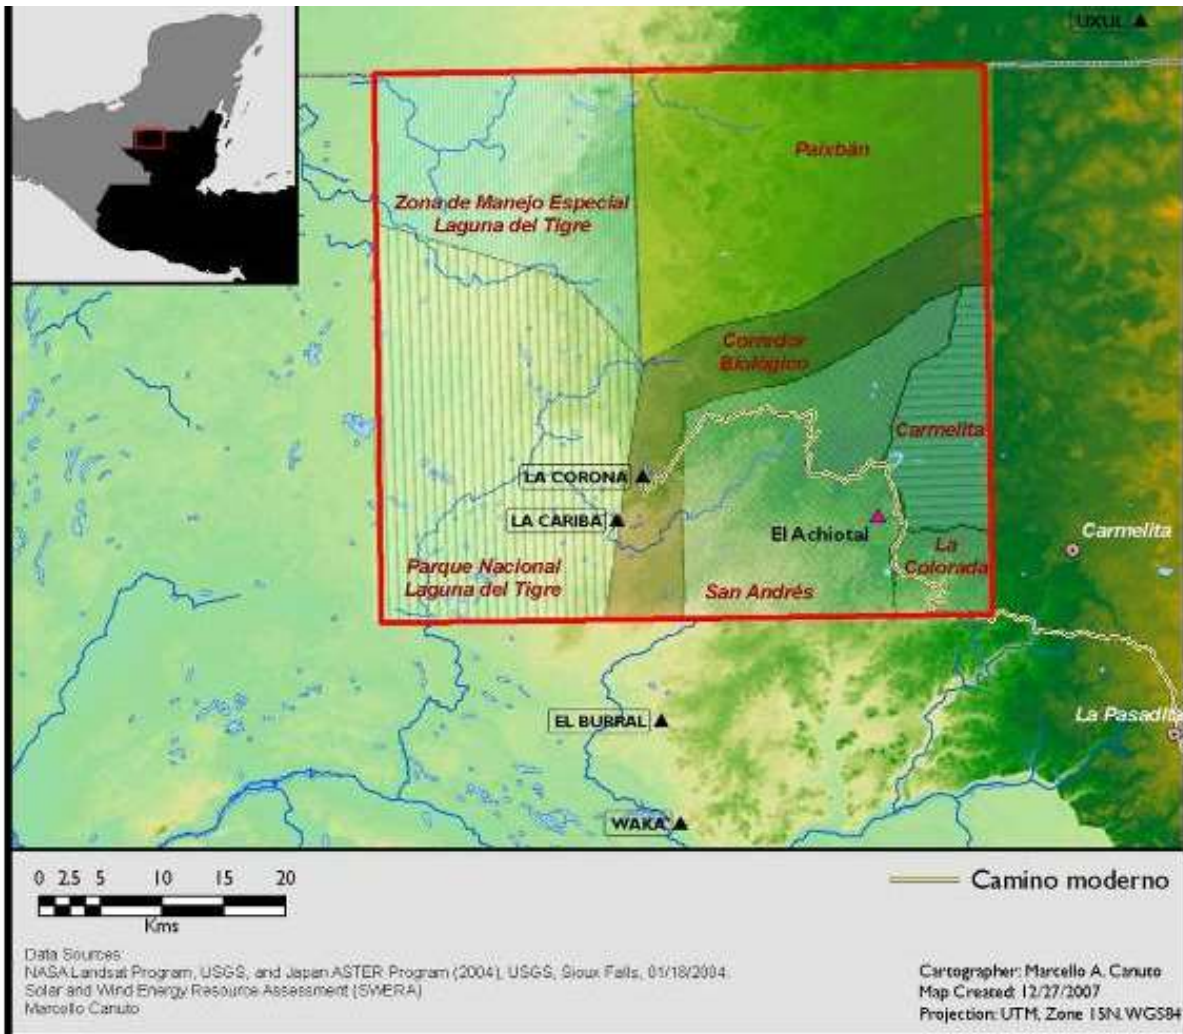 UXUL
Paixbán
Zona de Manejo Especial
Laguna del Tigre
Corredor
Biológico
Carmelita
LA CORONA
LA CARIBA
El Achiotal
Carmelita
La
Colorada
Parque Nacional
Laguna del Tigre
San Andrés
EL BURRAL
La Pasadita
WAKA'
0 2.5 5 10 15 20
Kms
Camino moderno
Data Sources:
NASA Landsat Program, USGS, and Japan ASTER Program (2004), USGS, Sioux Falls, 01/18/2004.
Solar and Wind Energy Resource Assessment (SWERA)
Marcello Canuto
Cartographer: Marcello A. Canuto
Map Created: 12/27/2007
Projection: UTM, Zone 15N. WGS84